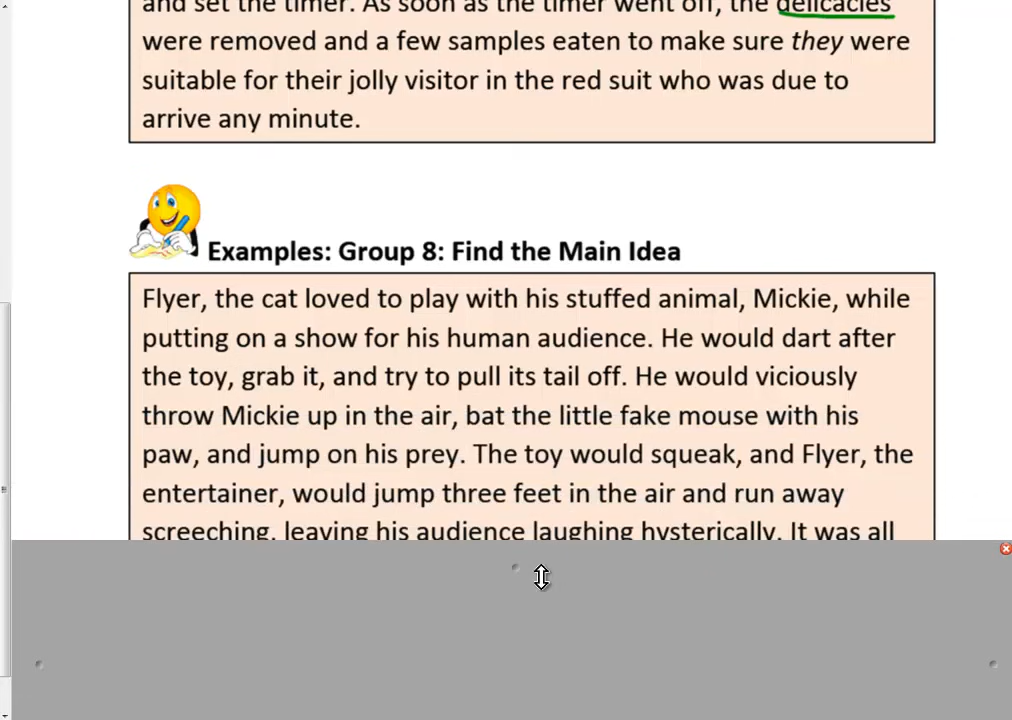 and set the timer. As soon as the timer went off, the delicacies
were removed and a few samples eaten to make sure they were
suitable for their jolly visitor in the red suit who was due to
arrive any minute.
Examples: Group 8: Find the Main Idea
Flyer, the cat loved to play with his stuffed animal, Mickie, while
putting on a show for his human audience. He would dart after
the toy, grab it, and try to pull its tail off. He would viciously
throw Mickie up in the air, bat the little fake mouse with his
paw, and jump on his prey. The toy would squeak, and Flyer, the
entertainer, would jump three feet in the air and run away
screeching, leaving his audience laughing hysterically. It was all